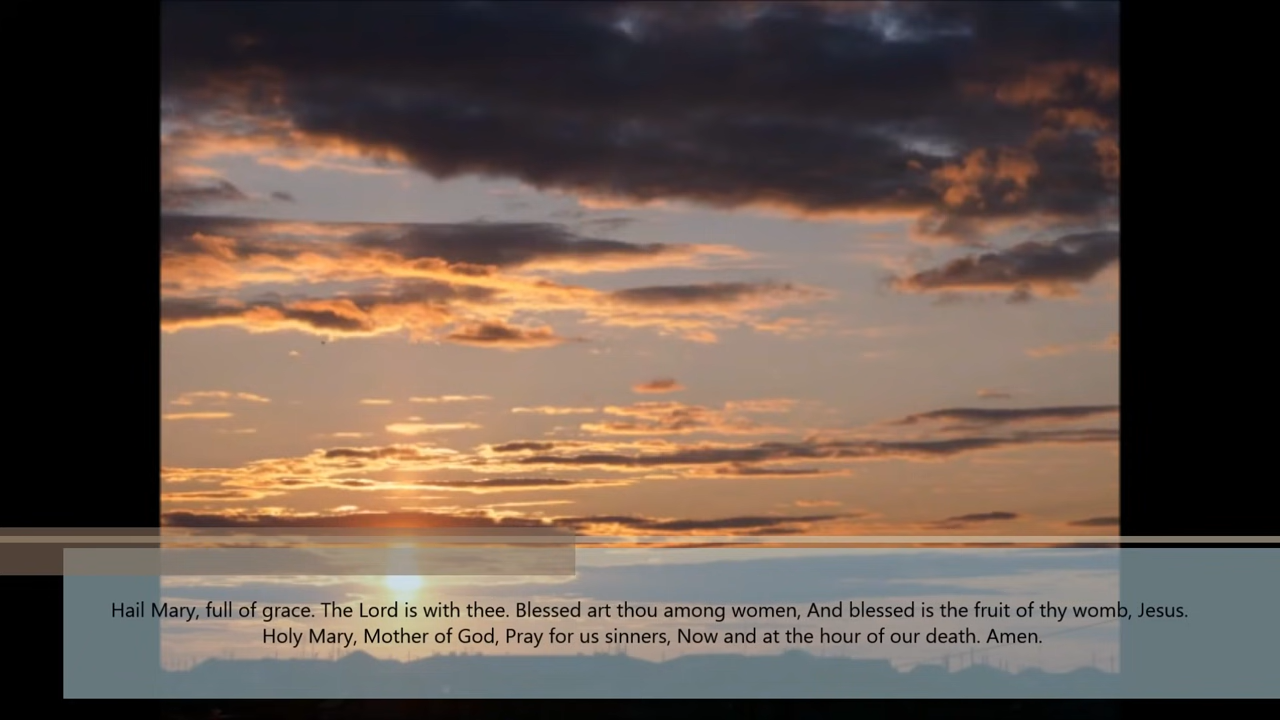 Hail Mary, full of grace. The Lord is with thee. Blessed art thou among women, And blessed is the fruit of thy womb, Jesus.
Holy Mary, Mother of God, Pray for us sinners, Now and at the hour of our death. Amen.